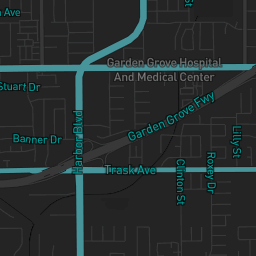 Ave
St
Garden Grove Hospital
And Medical Center
Stuart Dr
Garden Grove Fwy
Banner Dr
Harbor Blvd
Lilly St
Trask Ave
Clinton St
Roxey Dr